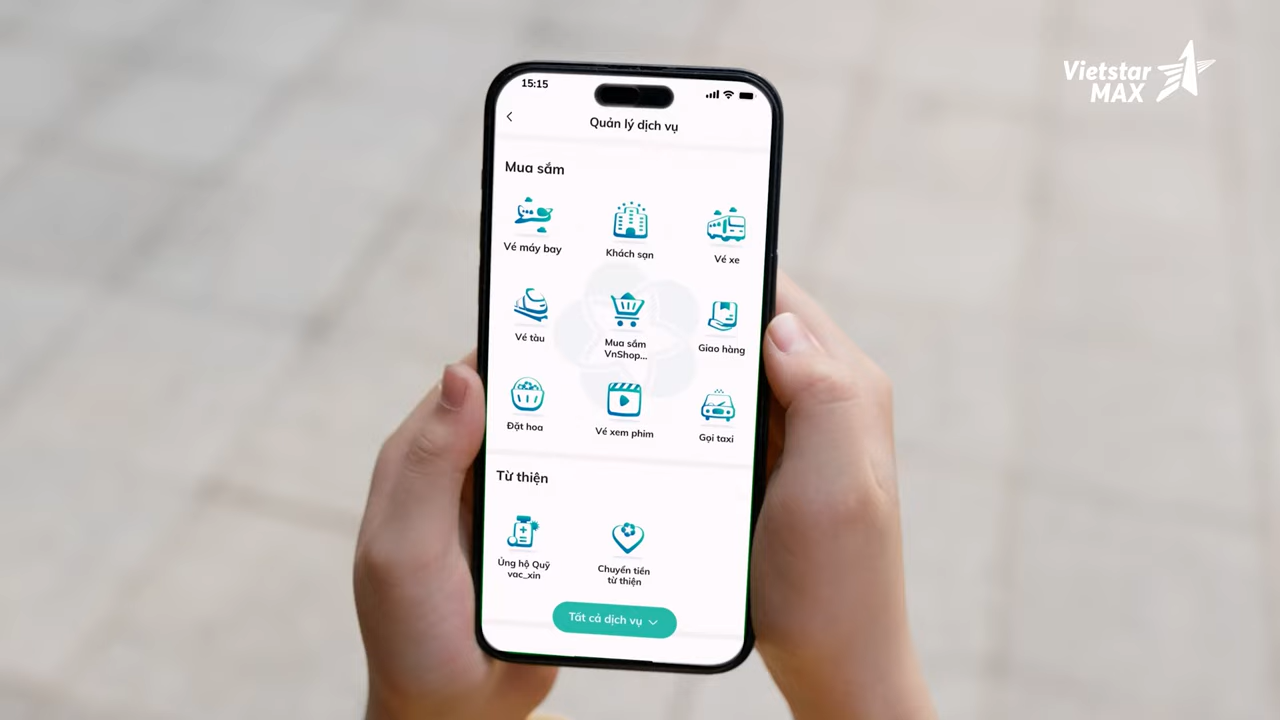 Vietstar
MAX
15:15
Quản lý dịch vụ
Mua sắm
Vé máy bay
Khách sạn
Vé xe
Vé tàu
Mua sắm
VnShop...
Giao hàng
Đặt hoa
Vé xem phim
Gọi taxi
Từ thiện
Ủng hộ Quỹ
vac_xin
Chuyển tiền
từ thiện
Tất cả dịch vụ